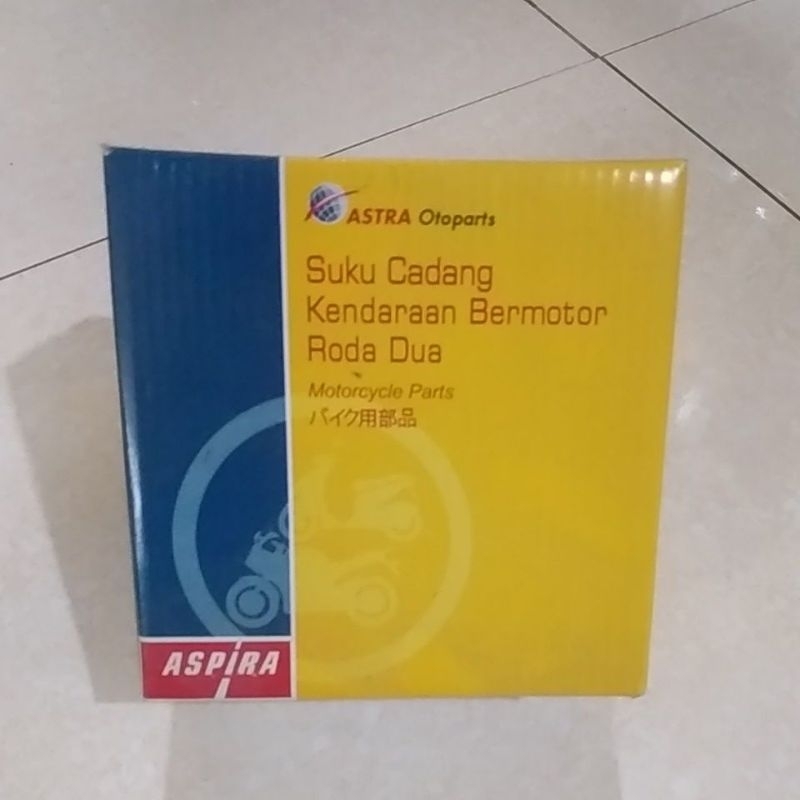 ASTRA Otoparts
Suku Cadang
Kendaraan Bermotor
Roda Dua
Motorcycle Parts
バイク用部品
ASPIRA